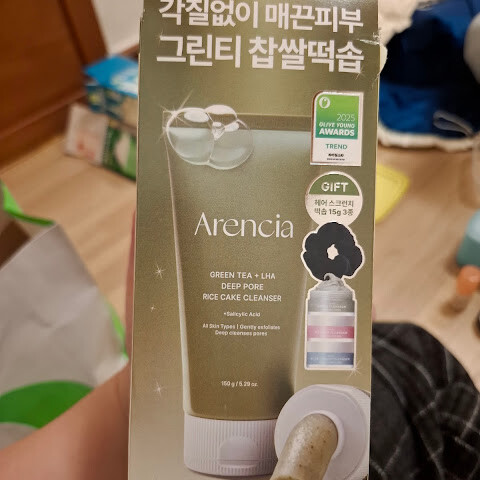 각질없이 매끈피부
그린티 찹쌀떡솝
2025
OLIVE YOUNG
AWARDS
TREND
GIFT
헤어 스크런치
떡솝 15g 3종
Arencia
GREEN TEA + LHA
DEEP PORE
RICE CAKE CLEANSER
+Salicylic Acid
All Skin Types | Gently exfoliates
Deep cleanses pores
150 g / 5.29 oz.